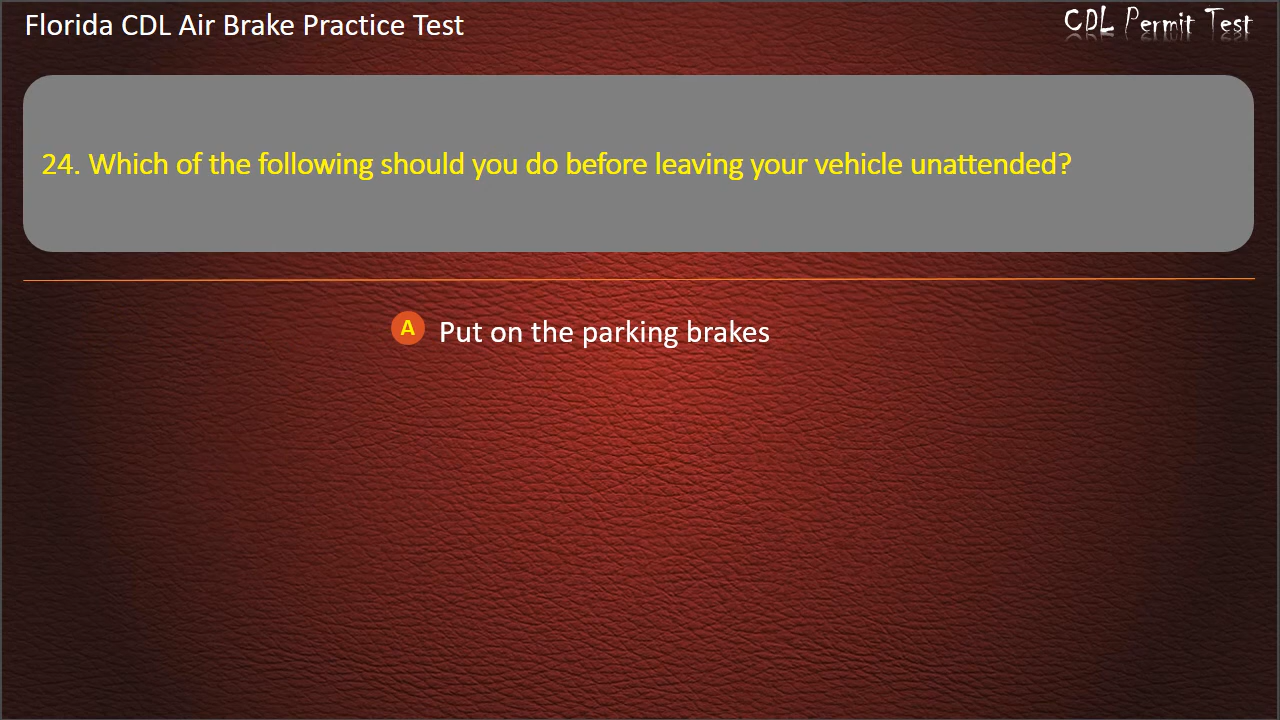 Florida CDL Air Brake Practice Test
CDL Permit Test
24. Which of the following should you do before leaving your vehicle unattended?
A Put on the parking brakes